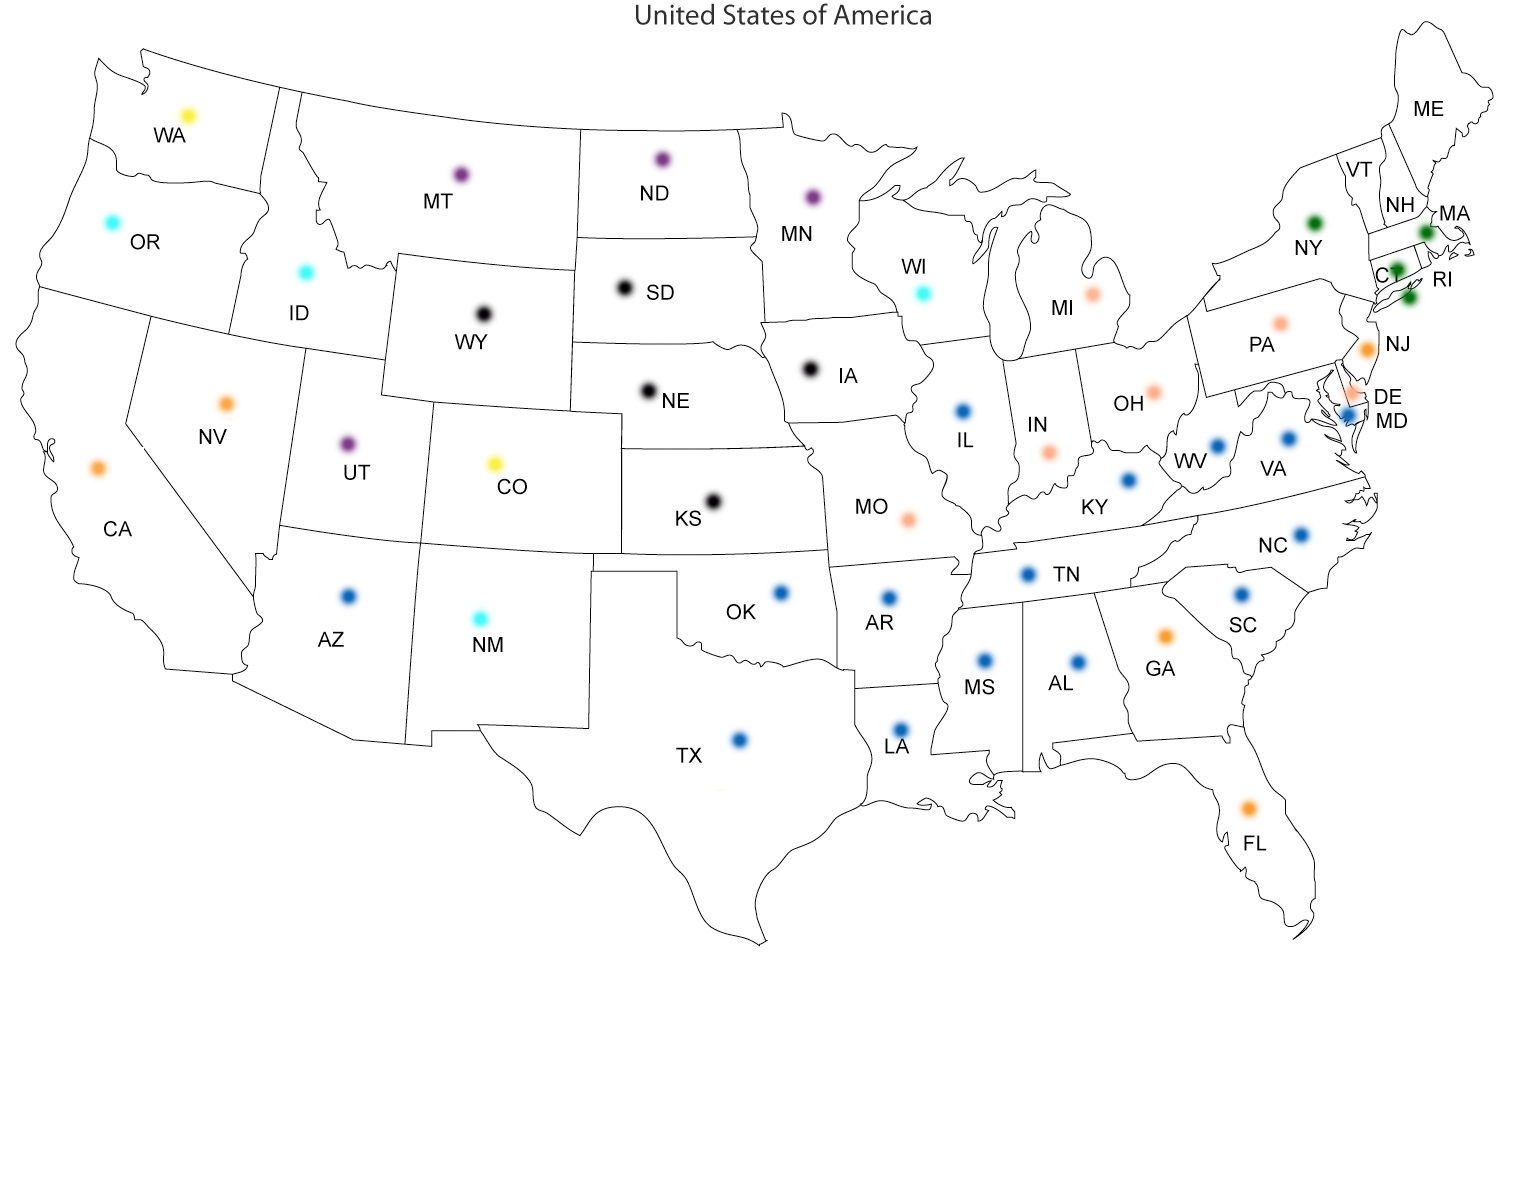 United States of America
ME
WA
VT
MT
ND
NH
MA
OR
MN
NY
WI
CT
RI
ID
SD
MI
WY
PA
NJ
IA
NE
OH
DE
NV
IN
MD
IL
UT
WV
VA
CO
KS
MO
KY
CA
NC
TN
OK
AR
SC
AZ
NM
GA
MS
AL
TX
LA
FL